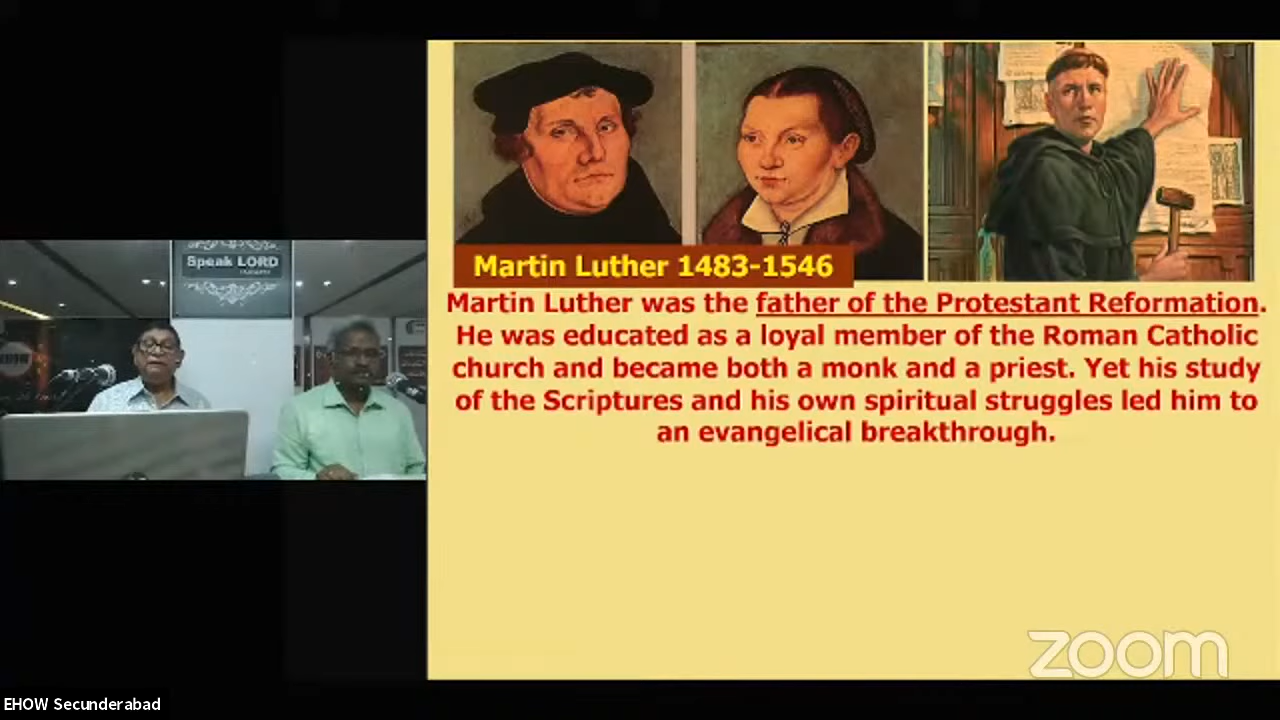 Speak LORD
Martin Luther 1483-1546
Martin Luther was the father of the Protestant Reformation.
He was educated as a loyal member of the Roman Catholic
church and became both a monk and a priest. Yet his study
of the Scriptures and his own spiritual struggles led him to
an evangelical breakthrough.
zoom
EHOW Secunderabad